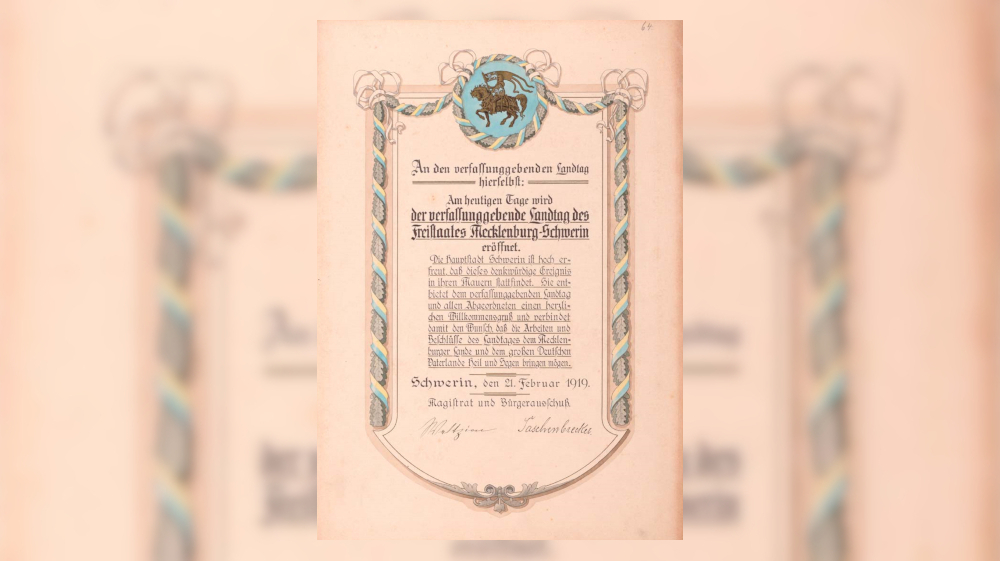 64.
An den verfassunggebenden Landtag
hierselbst:
Am heutigen Tage wird
der verfassunggebende Landtag des
Freistaates Mecklenburg-Schwerin
eröffnet.
Die Hauptstadt Schwerin ist hoch er-
freut, daß dieses denkwürdige Ereignis
in ihren Mauern stattfindet. Sie ent-
bietet dem verfassunggebenden Landtag
und allen Abgeordneten einen herzli-
chen Willkommensgruß und verbindet
damit den Wunsch, daß die Arbeiten und
Beschlüsse des Landtages dem Mecklen-
burger Lande und dem großen Deutschen
Vaterlande Heil und Segen bringen mögen.
Schwerin, den 21. Februar 1919.
Magistrat und Bürgerausschuß
Saschenbrecker